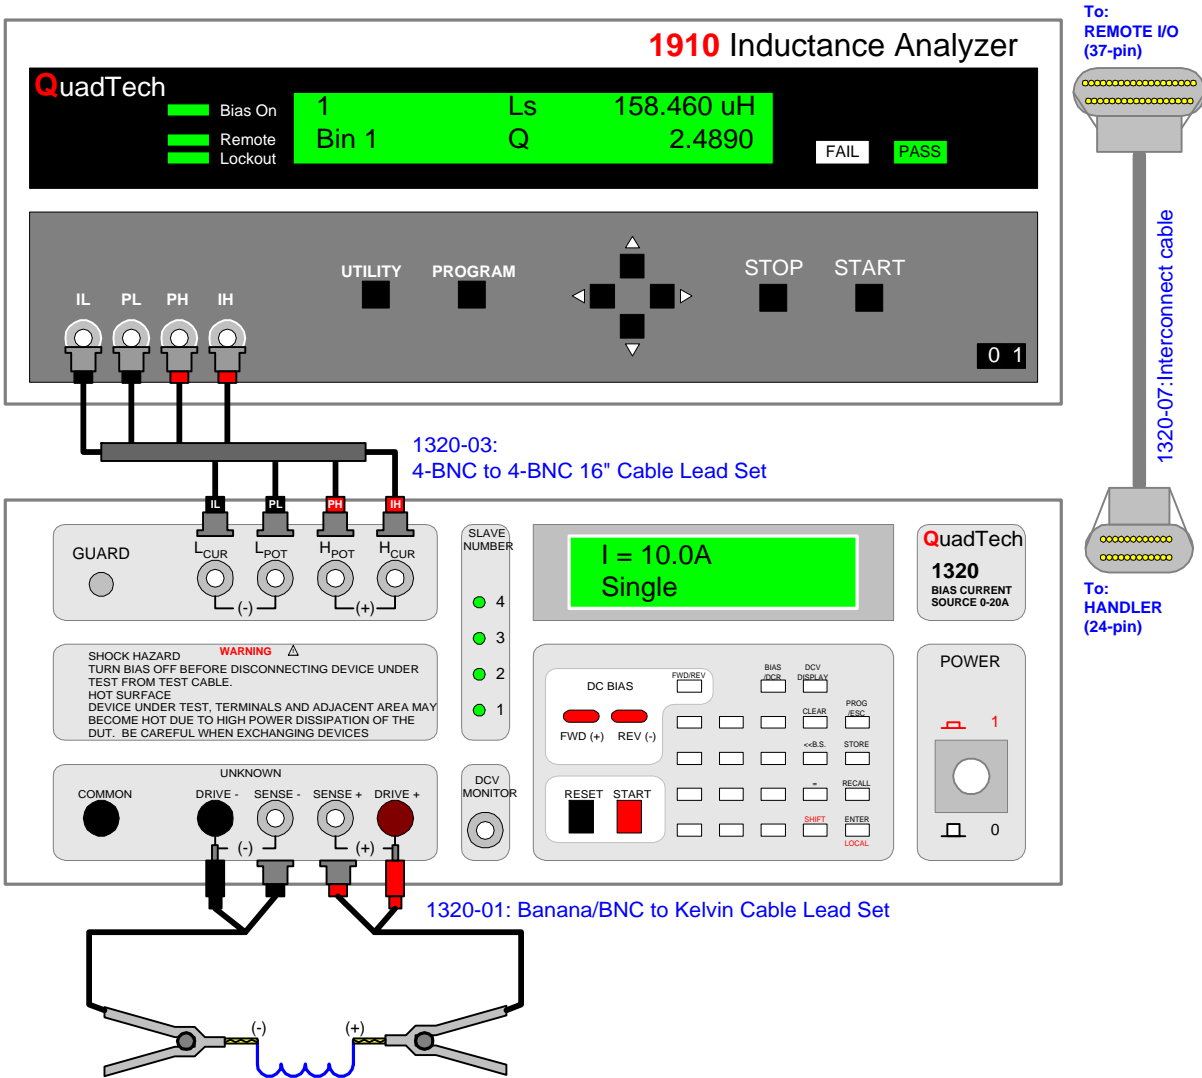 1910 Inductance Analyzer
QuadTech
Bias On
Remote
Lockout
1 Ls 158.460 uH
Bin 1 Q 2.4890
FAIL PASS
UTILITY PROGRAM
STOP START
IL PL PH IH
0 1
To:
REMOTE I/O
(37-pin)
1320-07:Interconnect cable
To:
HANDLER
(24-pin)
1320-03:
4-BNC to 4-BNC 16" Cable Lead Set
IL PL PH IH
GUARD
LCUR LPOT HPOT HCUR
(-) (+)
SLAVE
NUMBER
4
3
2
1
I = 10.0A
Single
QuadTech
1320
BIAS CURRENT
SOURCE 0-20A
WARNING ⚠
SHOCK HAZARD
TURN BIAS OFF BEFORE DISCONNECTING DEVICE UNDER
TEST FROM TEST CABLE.
HOT SURFACE
DEVICE UNDER TEST, TERMINALS AND ADJACENT AREA MAY
BECOME HOT DUE TO HIGH POWER DISSIPATION OF THE
DUT. BE CAREFUL WHEN EXCHANGING DEVICES
DC BIAS
FWD (+) REV (-)
RESET START
FWD/REV
BIAS
/DCR
DCV
DISPLAY
CLEAR
PROG
/ESC
<<B.S. STORE
= RECALL
SHIFT ENTER
LOCAL
POWER
1
0
UNKNOWN
COMMON DRIVE - SENSE - SENSE + DRIVE +
(-) (+)
DCV
MONITOR
1320-01: Banana/BNC to Kelvin Cable Lead Set
(-) (+)